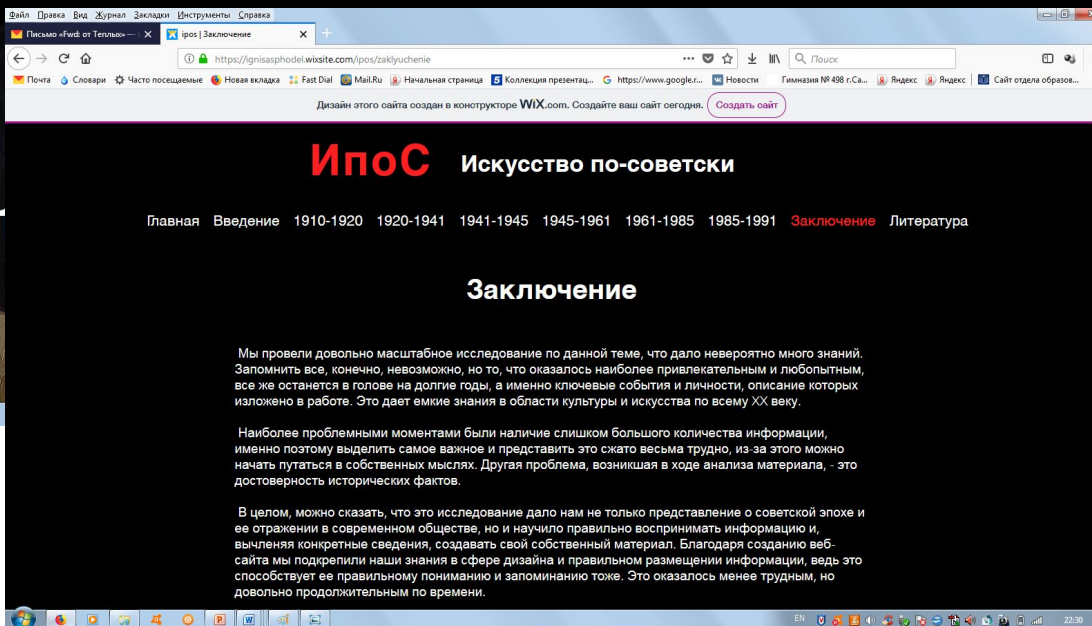 Файл Правка Вид Журнал Закладки Инструменты Справка
Письмо «Fwd: от Теплых» — ipos | Заключение
https://ignisasphodel.wixsite.com/ipos/zaklyuchenie Поиск
Почта Словари Часто посещаемые Новая вкладка Fast Dial Mail.Ru Начальная страница Коллекция презентац... https://www.google.r... Новости Гимназия № 498 г.Са... Яндекс Яндекс Сайт отдела образов...
Дизайн этого сайта создан в конструкторе WiX.com. Создайте ваш сайт сегодня. Создать сайт
ИпоС Искусство по-советски
Главная Введение 1910-1920 1920-1941 1941-1945 1945-1961 1961-1985 1985-1991 Заключение Литература
Заключение
Мы провели довольно масштабное исследование по данной теме, что дало невероятно много знаний.
Запомнить все, конечно, невозможно, но то, что оказалось наиболее привлекательным и любопытным,
все же останется в голове на долгие годы, а именно ключевые события и личности, описание которых
изложено в работе. Это дает емкие знания в области культуры и искусства по всему XX веку.
Наиболее проблемными моментами были наличие слишком большого количества информации,
именно поэтому выделить самое важное и представить это сжато весьма трудно, из-за этого можно
начать путаться в собственных мыслях. Другая проблема, возникшая в ходе анализа материала, - это
достоверность исторических фактов.
В целом, можно сказать, что это исследование дало нам не только представление о советской эпохе и
ее отражении в современном обществе, но и научило правильно воспринимать информацию и,
вычленяя конкретные сведения, создавать свой собственный материал. Благодаря созданию веб-
сайта мы подкрепили наши знания в сфере дизайна и правильном размещении информации, ведь это
способствует ее правильному пониманию и запоминанию тоже. Это оказалось менее трудным, но
довольно продолжительным по времени.
EN 22:30